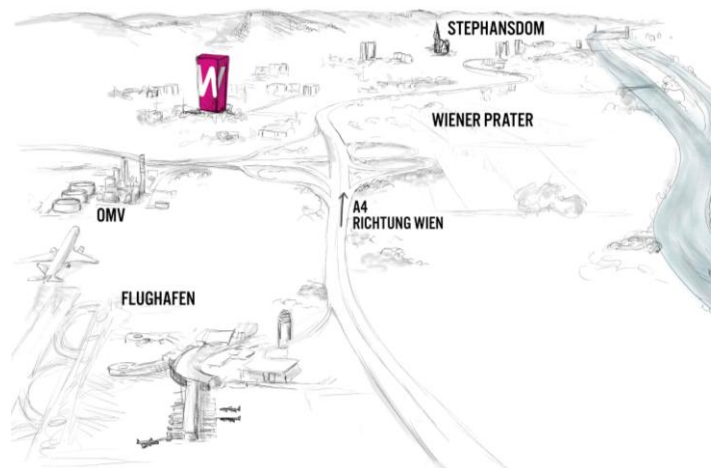 STEPHANSDOM
W
WIENER PRATER
A4
RICHTUNG WIEN
OMV
FLUGHAFEN